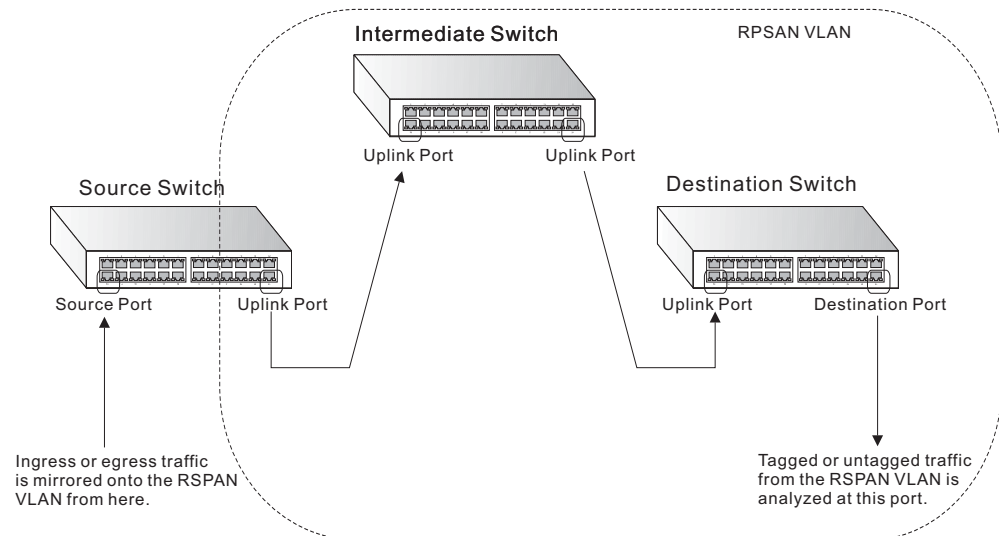 Intermediate Switch
RPSAN VLAN
Uplink Port
Uplink Port
Source Switch
Destination Switch
Source Port
Uplink Port
Uplink Port
Destination Port
Ingress or egress traffic
is mirrored onto the RSPAN
VLAN from here.
Tagged or untagged traffic
from the RSPAN VLAN is
analyzed at this port.